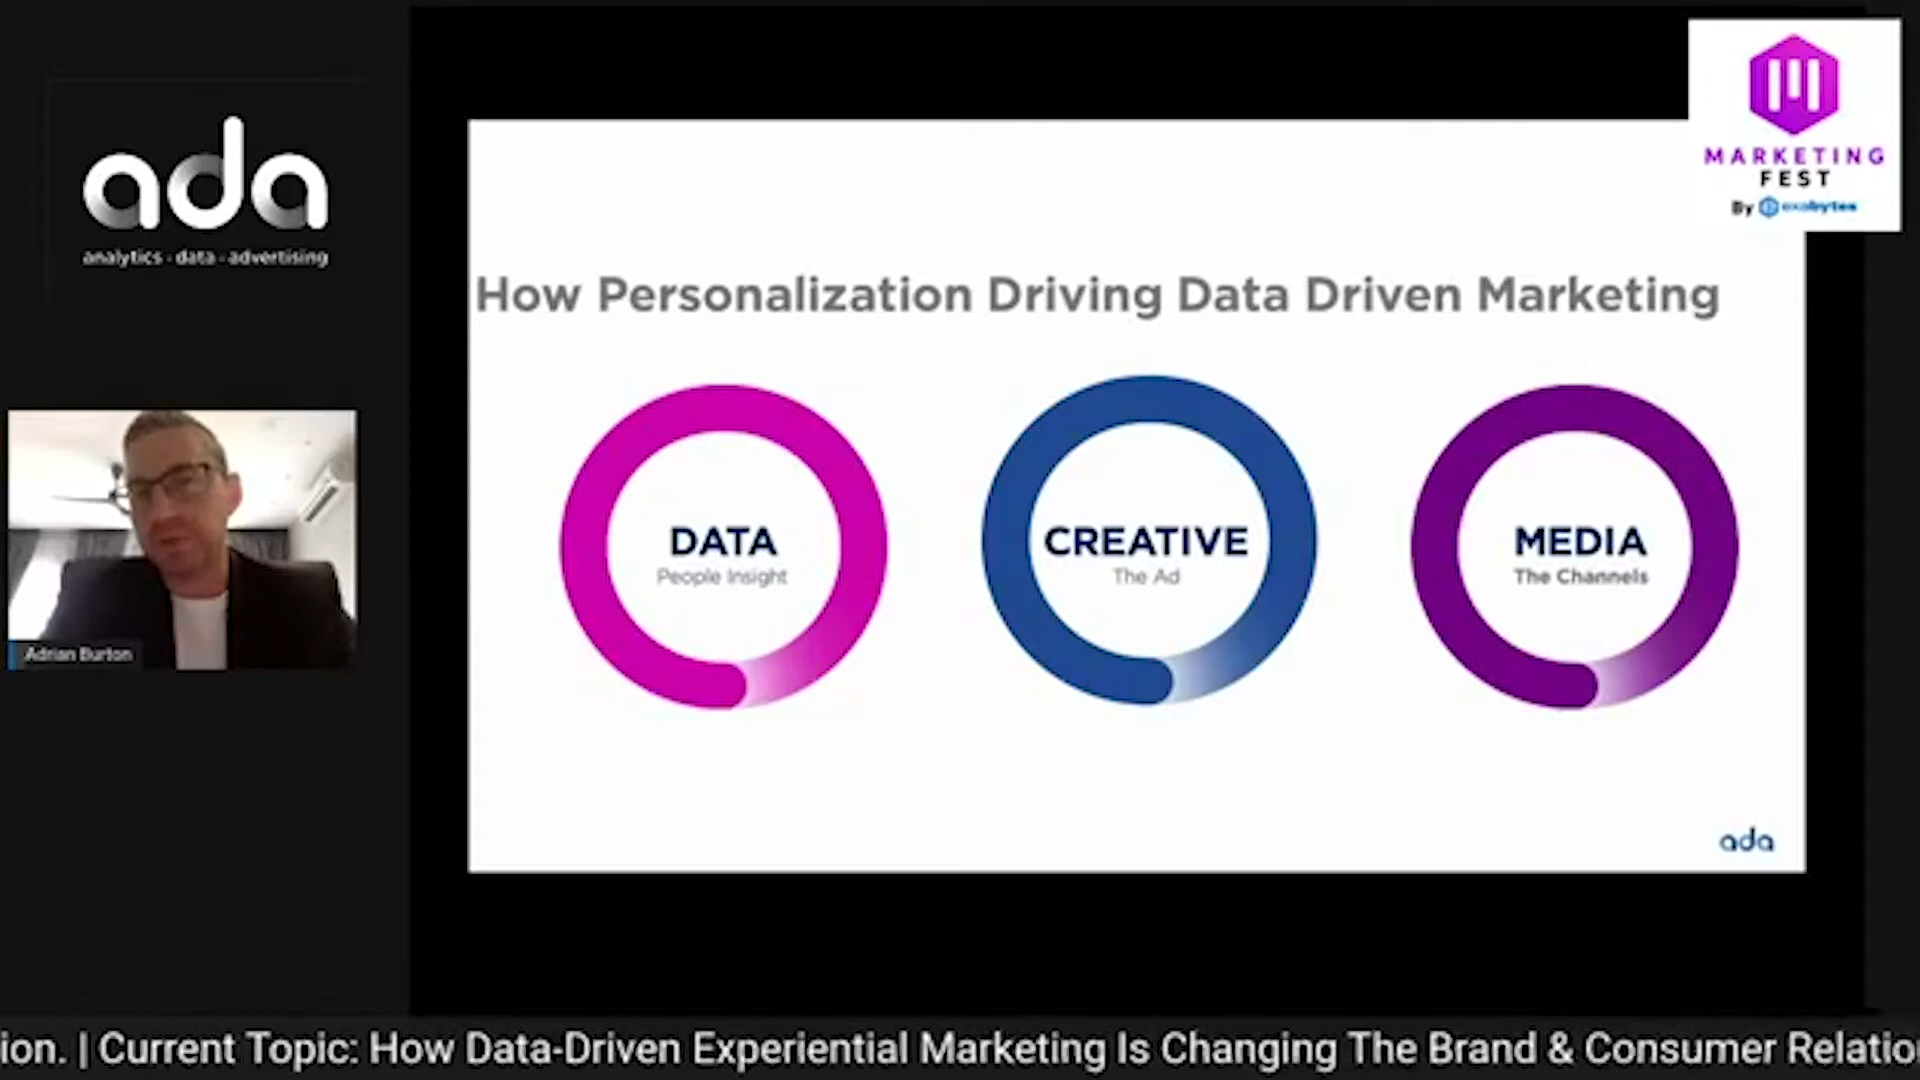 ada
analytics · data · advertising
MARKETING
FEST
By exabytes
How Personalization Driving Data Driven Marketing
DATA
People Insight
CREATIVE
The Ad
MEDIA
The Channels
Adrian Burton
ada
ion. | Current Topic: How Data-Driven Experiential Marketing Is Changing The Brand & Consumer Relatio